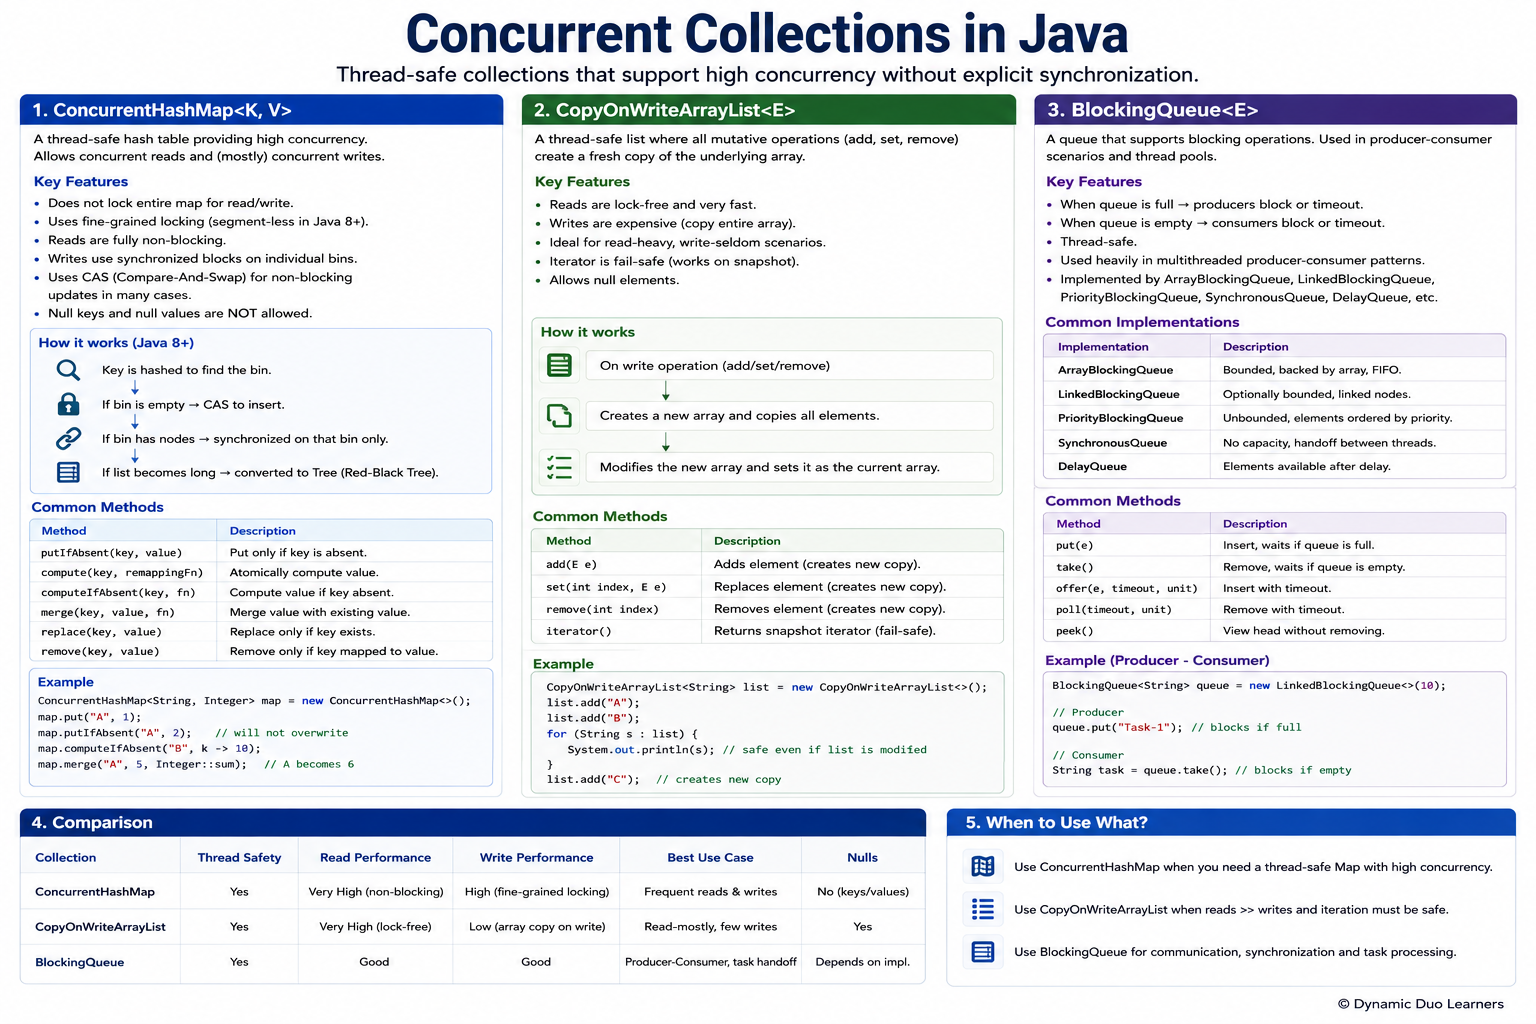 Concurrent Collections in Java
Thread-safe collections that support high concurrency without explicit synchronization.
1. ConcurrentHashMap<K, V>
A thread-safe hash table providing high concurrency.
Allows concurrent reads and (mostly) concurrent writes.
Key Features
• Does not lock entire map for read/write.
• Uses fine-grained locking (segment-less in Java 8+).
• Reads are fully non-blocking.
• Writes use synchronized blocks on individual bins.
• Uses CAS (Compare-And-Swap) for non-blocking
updates in many cases.
• Null keys and null values are NOT allowed.
How it works (Java 8+)
Key is hashed to find the bin.
If bin is empty → CAS to insert.
If bin has nodes → synchronized on that bin only.
If list becomes long → converted to Tree (Red-Black Tree).
Common Methods
Method Description
putIfAbsent(key, value) Put only if key is absent.
compute(key, remappingFn) Atomically compute value.
computeIfAbsent(key, fn) Compute value if key absent.
merge(key, value, fn) Merge value with existing value.
replace(key, value) Replace only if key exists.
remove(key, value) Remove only if key mapped to value.
Example
ConcurrentHashMap<String, Integer> map = new ConcurrentHashMap<>();
map.put("A", 1);
map.putIfAbsent("A", 2); // will not overwrite
map.computeIfAbsent("B", k -> 10);
map.merge("A", 5, Integer::sum); // A becomes 6
2. CopyOnWriteArrayList<E>
A thread-safe list where all mutative operations (add, set, remove)
create a fresh copy of the underlying array.
Key Features
• Reads are lock-free and very fast.
• Writes are expensive (copy entire array).
• Ideal for read-heavy, write-seldom scenarios.
• Iterator is fail-safe (works on snapshot).
• Allows null elements.
How it works
On write operation (add/set/remove)
Creates a new array and copies all elements.
Modifies the new array and sets it as the current array.
Common Methods
Method Description
add(E e) Adds element (creates new copy).
set(int index, E e) Replaces element (creates new copy).
remove(int index) Removes element (creates new copy).
iterator() Returns snapshot iterator (fail-safe).
Example
CopyOnWriteArrayList<String> list = new CopyOnWriteArrayList<>();
list.add("A");
list.add("B");
for (String s : list) {
System.out.println(s); // safe even if list is modified
}
list.add("C"); // creates new copy
3. BlockingQueue<E>
A queue that supports blocking operations. Used in producer-consumer
scenarios and thread pools.
Key Features
• When queue is full → producers block or timeout.
• When queue is empty → consumers block or timeout.
• Thread-safe.
• Used heavily in multithreaded producer-consumer patterns.
• Implemented by ArrayBlockingQueue, LinkedBlockingQueue,
PriorityBlockingQueue, SynchronousQueue, DelayQueue, etc.
Common Implementations
Implementation Description
ArrayBlockingQueue Bounded, backed by array, FIFO.
LinkedBlockingQueue Optionally bounded, linked nodes.
PriorityBlockingQueue Unbounded, elements ordered by priority.
SynchronousQueue No capacity, handoff between threads.
DelayQueue Elements available after delay.
Common Methods
Method Description
put(e) Insert, waits if queue is full.
take() Remove, waits if queue is empty.
offer(e, timeout, unit) Insert with timeout.
poll(timeout, unit) Remove with timeout.
peek() View head without removing.
Example (Producer - Consumer)
BlockingQueue<String> queue = new LinkedBlockingQueue<>(10);
// Producer
queue.put("Task-1"); // blocks if full
// Consumer
String task = queue.take(); // blocks if empty
4. Comparison
Collection Thread Safety Read Performance Write Performance Best Use Case Nulls
ConcurrentHashMap Yes Very High (non-blocking) High (fine-grained locking) Frequent reads & writes No (keys/values)
CopyOnWriteArrayList Yes Very High (lock-free) Low (array copy on write) Read-mostly, few writes Yes
BlockingQueue Yes Good Good Producer-Consumer, task handoff Depends on impl.
5. When to Use What?
Use ConcurrentHashMap when you need a thread-safe Map with high concurrency.
Use CopyOnWriteArrayList when reads >> writes and iteration must be safe.
Use BlockingQueue for communication, synchronization and task processing.
© Dynamic Duo Learners